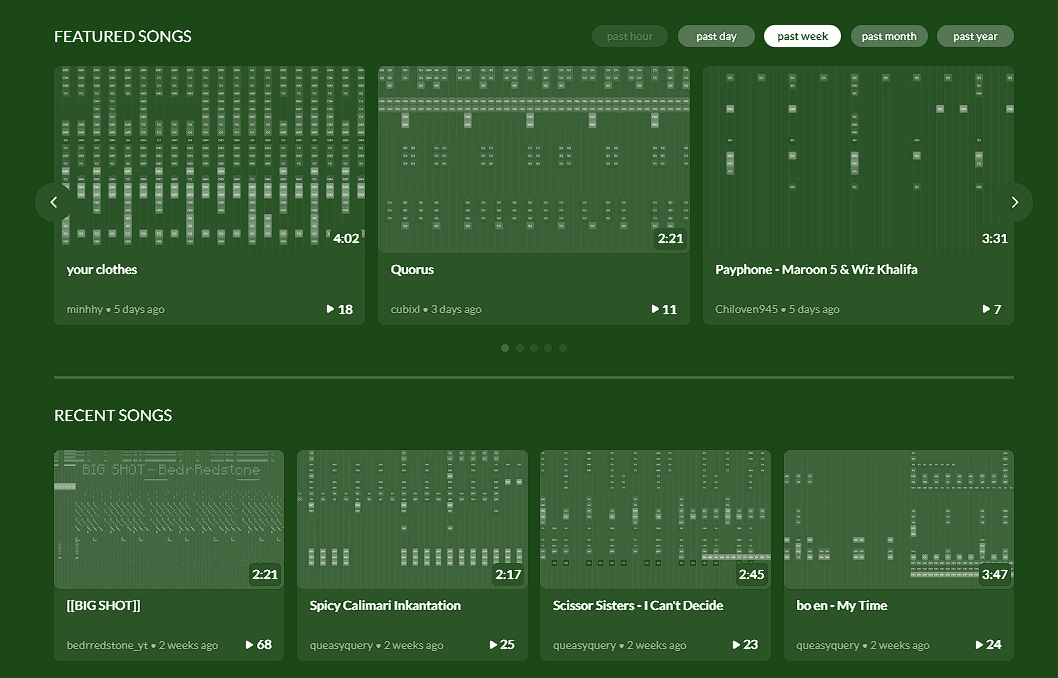 FEATURED SONGS
past hour
past day
past week
past month
past year
4:02
2:21
3:31
your clothes
Quorus
Payphone - Maroon 5 & Wiz Khalifa
minhhy • 5 days ago
18
cubixl • 3 days ago
11
Chiloven945 • 5 days ago
7
RECENT SONGS
BIG SHOT - BedrRedstone
2:21
2:17
2:45
3:47
[[BIG SHOT]]
Spicy Calimari Inkantation
Scissor Sisters - I Can't Decide
bo en - My Time
bedrredstone_yt • 2 weeks ago
68
queasyquery • 2 weeks ago
25
queasyquery • 2 weeks ago
23
queasyquery • 2 weeks ago
24